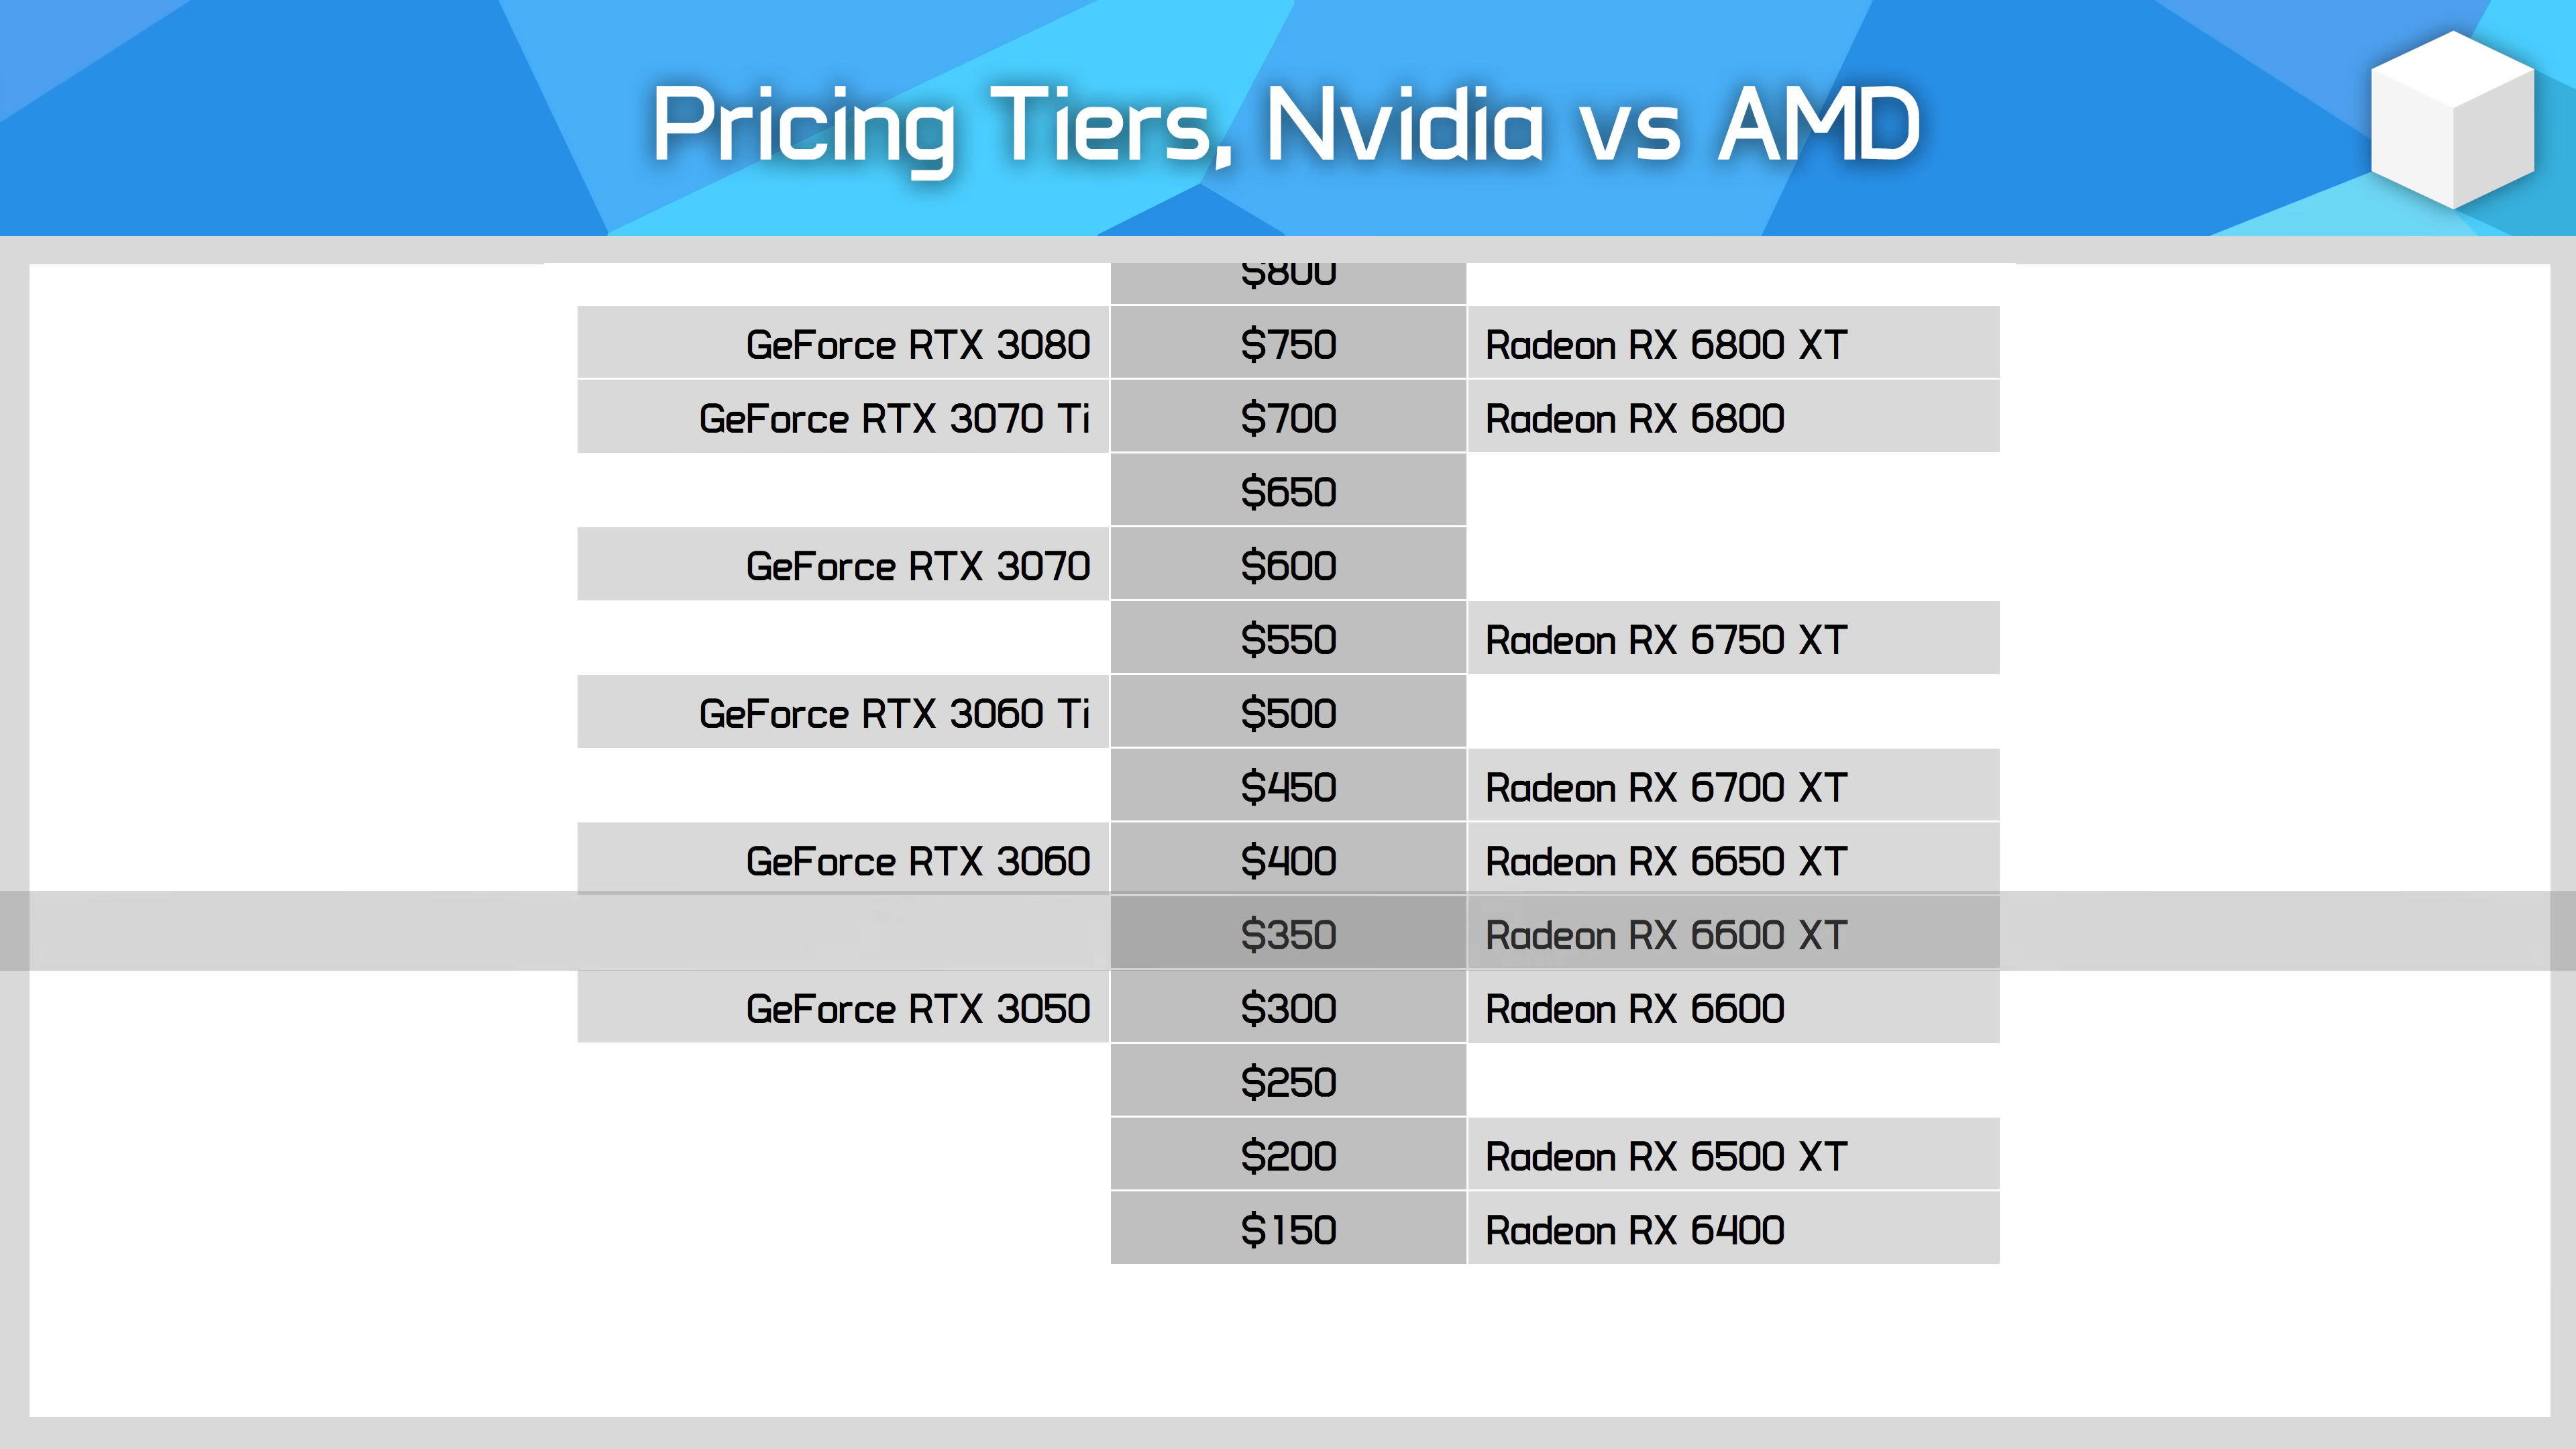 Pricing Tiers, Nvidia vs AMD
$800
GeForce RTX 3080 $750 Radeon RX 6800 XT
GeForce RTX 3070 Ti $700 Radeon RX 6800
$650
GeForce RTX 3070 $600
$550 Radeon RX 6750 XT
GeForce RTX 3060 Ti $500
$450 Radeon RX 6700 XT
GeForce RTX 3060 $400 Radeon RX 6650 XT
$350 Radeon RX 6600 XT
GeForce RTX 3050 $300 Radeon RX 6600
$250
$200 Radeon RX 6500 XT
$150 Radeon RX 6400